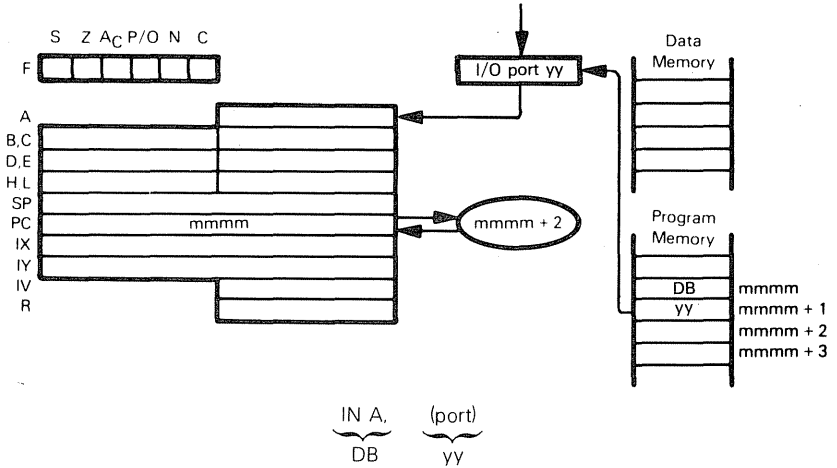 S Z AC P/O N C
F
I/O port yy
Data
Memory
A
B,C
D,E
H,L
SP
PC mmmm
mmmm + 2
IX
IY
IV
R
Program
Memory
DB mmmm
yy mmmm + 1
mmmm + 2
mmmm + 3
IN A, (port)
DB yy